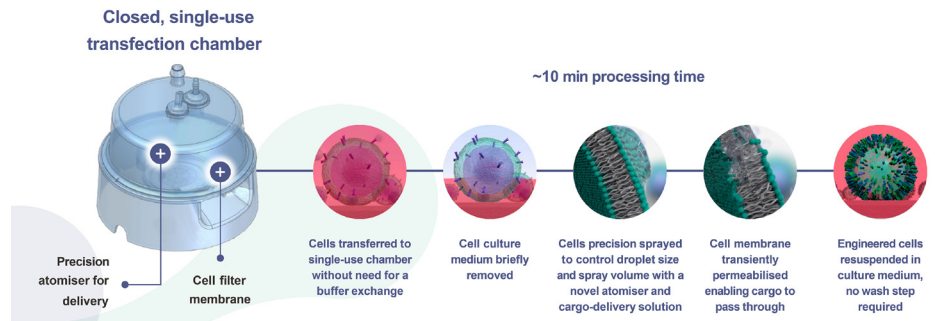 Closed, single-use
transfection chamber
~10 min processing time
Precision
atomiser for
delivery
Cell filter
membrane
Cells transferred to
single-use chamber
without need for a
buffer exchange
Cell culture
medium briefly
removed
Cells precision sprayed
to control droplet size
and spray volume with a
novel atomiser and
cargo-delivery solution
Cell membrane
transiently
permeabilised
enabling cargo to
pass through
Engineered cells
resuspended in
culture medium,
no wash step
required